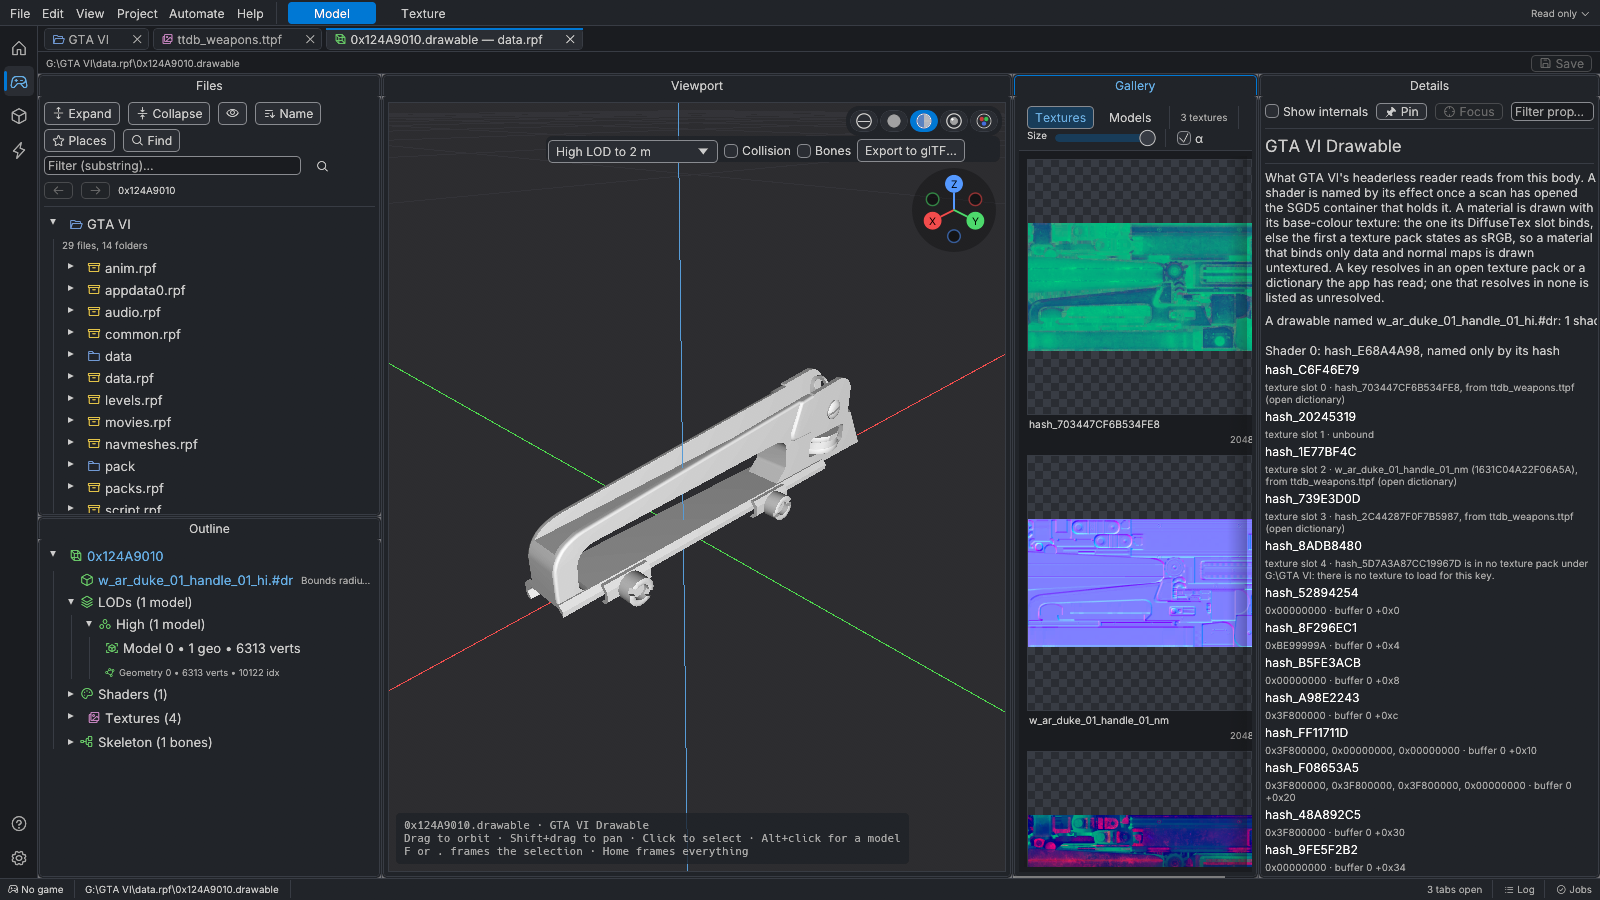 File Edit View Project Automate Help Model Texture Read only
GTA VI ttdb_weapons.ttpf 0x124A9010.drawable — data.rpf
G:\GTA VI\data.rpf\0x124A9010.drawable Save
Files
Expand Collapse Name
Places Find
Filter (substring)...
0x124A9010
GTA VI
29 files, 14 folders
anim.rpf
appdata0.rpf
audio.rpf
common.rpf
data
data.rpf
levels.rpf
movies.rpf
navmeshes.rpf
pack
packs.rpf
script.rpf
Outline
0x124A9010
w_ar_duke_01_handle_01_hi.#dr Bounds radiu...
LODs (1 model)
High (1 model)
Model 0 • 1 geo • 6313 verts
Geometry 0 • 6313 verts • 10122 idx
Shaders (1)
Textures (4)
Skeleton (1 bones)
Viewport
High LOD to 2 m Collision Bones Export to glTF...
Z
X
Y
0x124A9010.drawable · GTA VI Drawable
Drag to orbit · Shift+drag to pan · Click to select · Alt+click for a model
F or . frames the selection · Home frames everything
Gallery
Textures Models 3 textures
Size α
hash_703447CF6B534FE8
2048
w_ar_duke_01_handle_01_nm
2048
Details
Show internals Pin Focus Filter prop...
GTA VI Drawable
What GTA VI's headerless reader reads from this body. A
shader is named by its effect once a scan has opened
the SGD5 container that holds it. A material is drawn with
its base-colour texture: the one its DiffuseTex slot binds,
else the first a texture pack states as sRGB, so a material
that binds only data and normal maps is drawn
untextured. A key resolves in an open texture pack or a
dictionary the app has read; one that resolves in none is
listed as unresolved.
A drawable named w_ar_duke_01_handle_01_hi.#dr: 1 shad
Shader 0: hash_E68A4A98, named only by its hash
hash_C6F46E79
texture slot 0 · hash_703447CF6B534FE8, from ttdb_weapons.ttpf
(open dictionary)
hash_20245319
texture slot 1 · unbound
hash_1E77BF4C
texture slot 2 · w_ar_duke_01_handle_01_nm (1631C04A22F06A5A),
from ttdb_weapons.ttpf (open dictionary)
hash_739E3D0D
texture slot 3 · hash_2C44287F0F7B5987, from ttdb_weapons.ttpf
(open dictionary)
hash_8ADB8480
texture slot 4 · hash_5D7A3A87CC19967D is in no texture pack under
G:\GTA VI: there is no texture to load for this key.
hash_52894254
0x00000000 · buffer 0 +0x0
hash_8F296EC1
0xBE99999A · buffer 0 +0x4
hash_B5FE3ACB
0x00000000 · buffer 0 +0x8
hash_A98E2243
0x3F800000 · buffer 0 +0xc
hash_FF11711D
0x3F800000, 0x00000000, 0x00000000 · buffer 0 +0x10
hash_F08653A5
0x3F800000, 0x3F800000, 0x3F800000, 0x00000000 · buffer 0
+0x20
hash_48A892C5
0x3F800000 · buffer 0 +0x30
hash_9FE5F2B2
0x00000000 · buffer 0 +0x34
No game G:\GTA VI\data.rpf\0x124A9010.drawable 3 tabs open Log Jobs